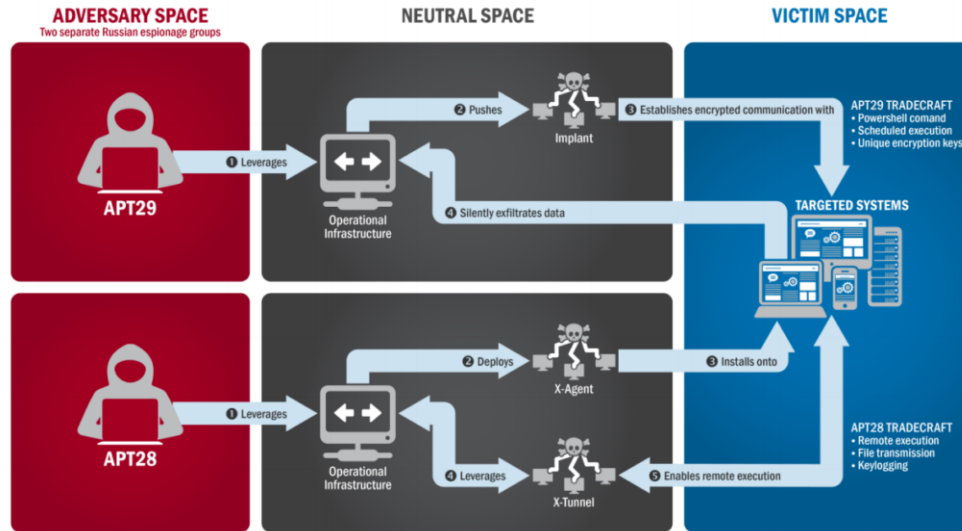 ADVERSARY SPACE
Two separate Russian espionage groups
NEUTRAL SPACE
VICTIM SPACE
APT29
❶ Leverages
Operational
Infrastructure
❷ Pushes
Implant
❸ Establishes encrypted communication with
❹ Silently exfiltrates data
APT29 TRADECRAFT
• Powershell comand
• Scheduled execution
• Unique encryption keys
TARGETED SYSTEMS
APT28
❶ Leverages
Operational
Infrastructure
❷ Deploys
X-Agent
❸ Installs onto
❹ Leverages
X-Tunnel
❺ Enables remote execution
APT28 TRADECRAFT
• Remote execution
• File transmission
• Keylogging